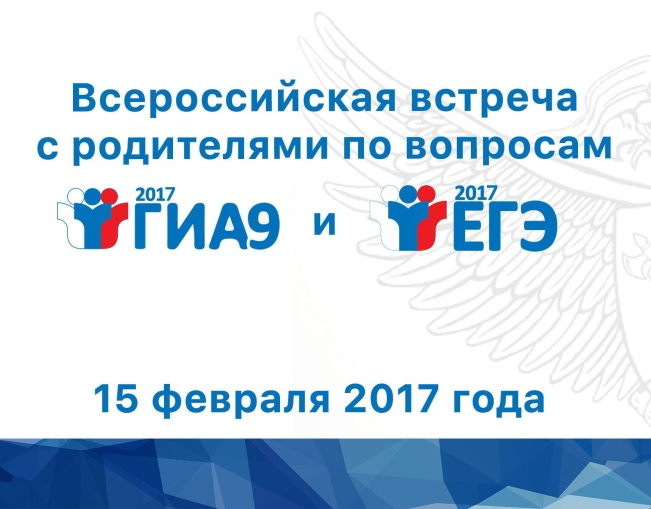 Всероссийская встреча
с родителями по вопросам
2017
ГИА9 и
2017
ЕГЭ
15 февраля 2017 года